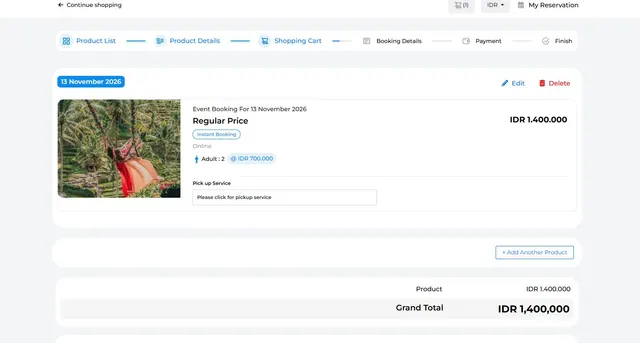 ← Continue shopping
(1)
IDR
My Reservation
Product List
Product Details
Shopping Cart
Booking Details
Payment
Finish
13 November 2026
Edit
Delete
Event Booking For 13 November 2026
Regular Price
IDR 1.400.000
Instant Booking
Online
Adult : 2 @ IDR 700.000
Pick up Service
Please click for pickup service
+ Add Another Product
Product IDR 1.400.000
Grand Total IDR 1,400,000